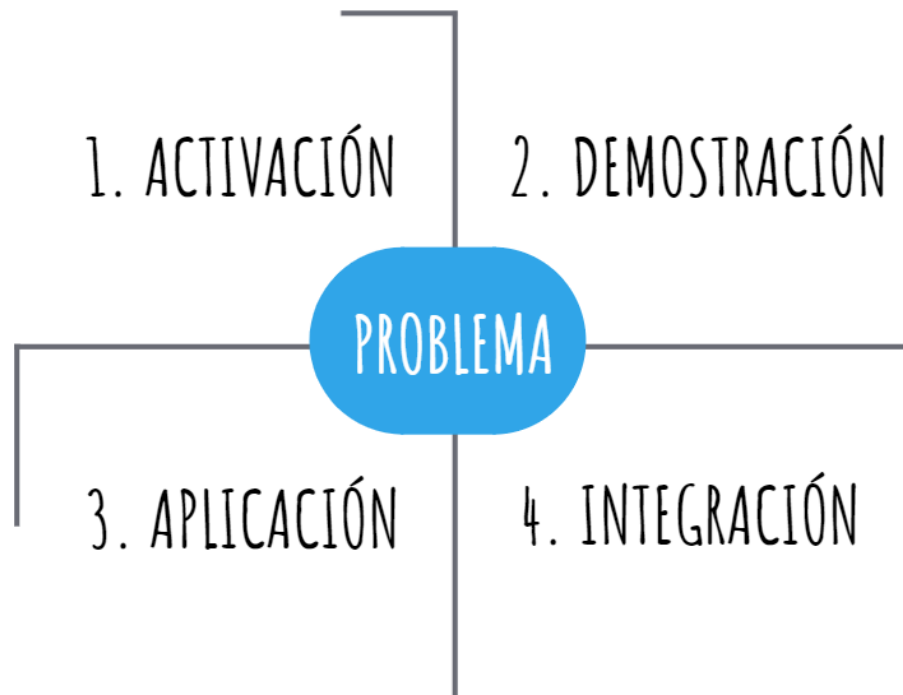 1. ACTIVACIÓN
2. DEMOSTRACIÓN
PROBLEMA
3. APLICACIÓN
4. INTEGRACIÓN